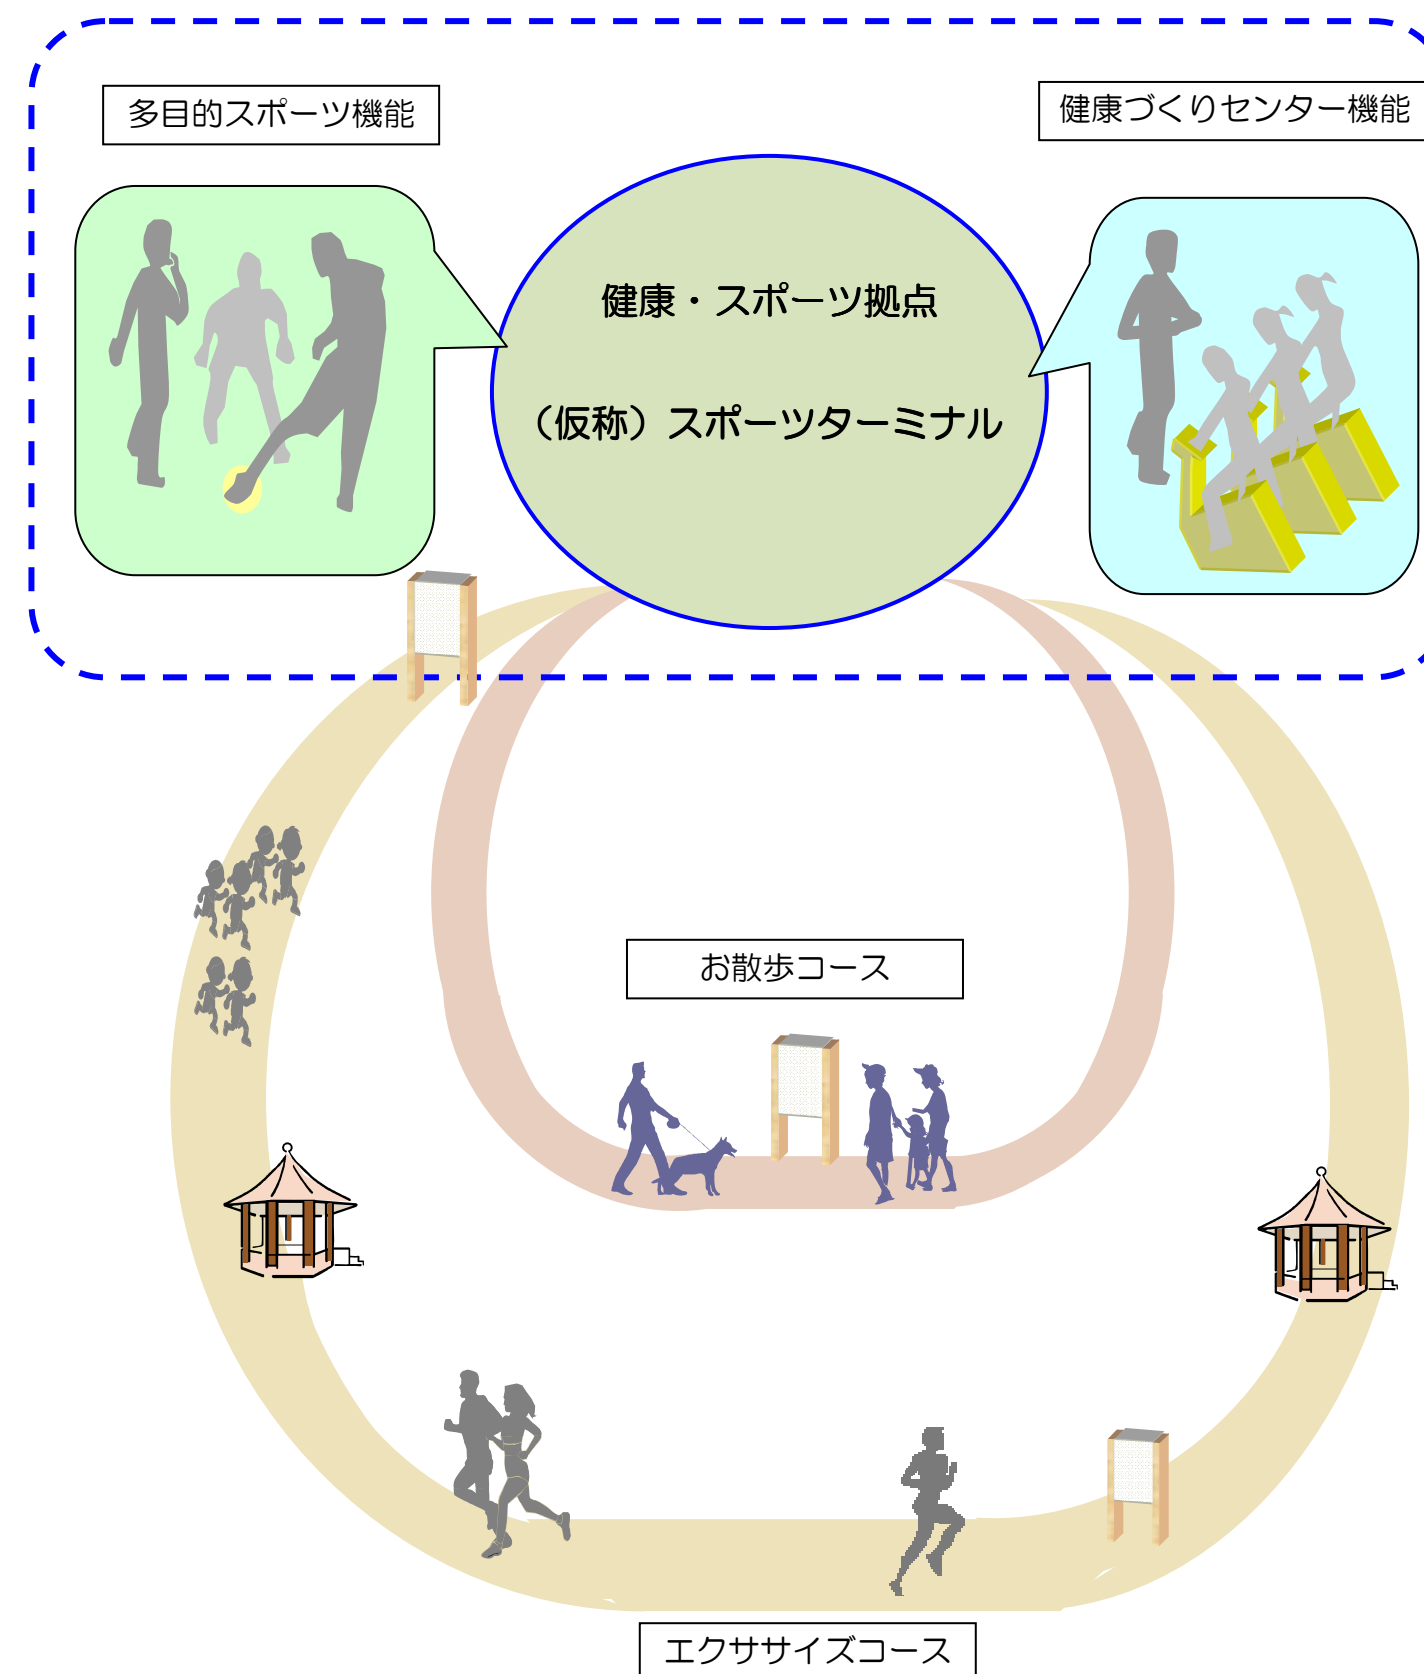 多目的スポーツ機能
健康づくりセンター機能
健康・スポーツ拠点
（仮称）スポーツターミナル
お散歩コース
エクササイズコース